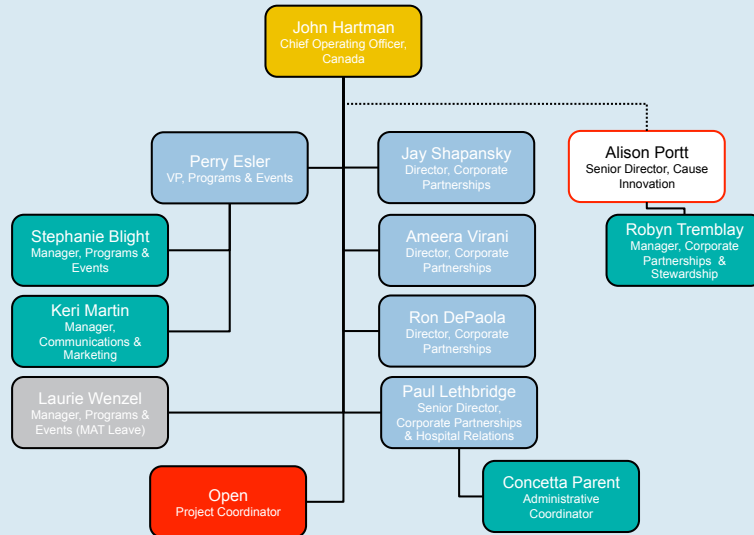 John Hartman
Chief Operating Officer,
Canada
Perry Esler
VP, Programs & Events
Jay Shapansky
Director, Corporate
Partnerships
Alison Portt
Senior Director, Cause
Innovation
Stephanie Blight
Manager, Programs &
Events
Ameera Virani
Director, Corporate
Partnerships
Robyn Tremblay
Manager, Corporate
Partnerships &
Stewardship
Keri Martin
Manager,
Communications &
Marketing
Ron DePaola
Director, Corporate
Partnerships
Laurie Wenzel
Manager, Programs &
Events (MAT Leave)
Paul Lethbridge
Senior Director,
Corporate Partnerships
& Hospital Relations
Open
Project Coordinator
Concetta Parent
Administrative
Coordinator